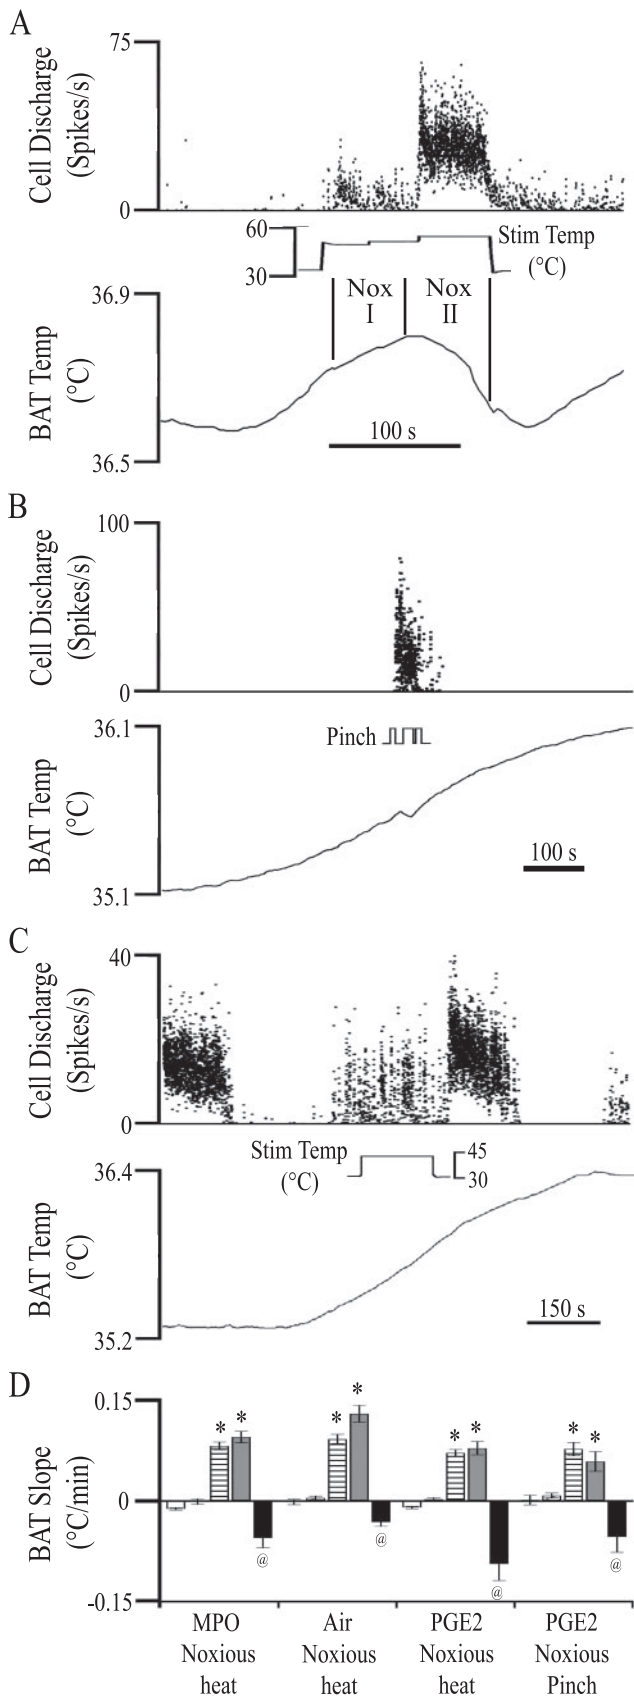 A
75
Cell Discharge
(Spikes/s)
0
60
30
Stim Temp
(°C)
36.9
Nox
I
Nox
II
BAT Temp
(°C)
100 s
36.5
B
100
Cell Discharge
(Spikes/s)
0
36.1
Pinch
BAT Temp
(°C)
100 s
35.1
C
40
Cell Discharge
(Spikes/s)
0
Stim Temp
(°C)
45
30
36.4
BAT Temp
(°C)
150 s
35.2
D
0.15
* * * * * * * *
BAT Slope
(°C/min)
0
@ @ @ @
-0.15
MPO
Noxious
heat
Air
Noxious
heat
PGE2
Noxious
heat
PGE2
Noxious
Pinch